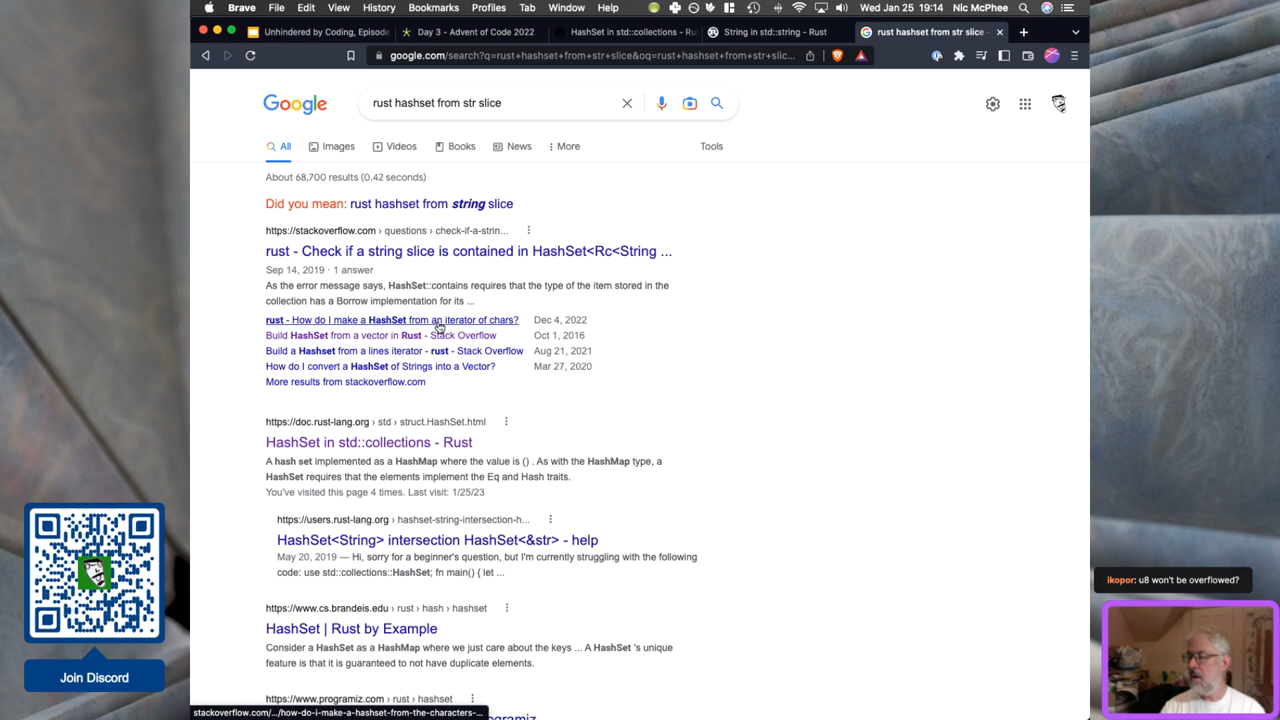 Brave File Edit View History Bookmarks Profiles Tab Window Help Wed Jan 25 19:14 Nic McPhee
Unhindered by Coding, Episode
Day 3 - Advent of Code 2022
HashSet in std::collections - Ru
String in std::string - Rust
rust hashset from str slice -
google.com/search?q=rust+hashset+from+str+slice&oq=rust+hashset+from+str+slic...
Google
rust hashset from str slice
All Images Videos Books News More Tools
About 68,700 results (0.42 seconds)
Did you mean: rust hashset from string slice
https://stackoverflow.com › questions › check-if-a-strin...
rust - Check if a string slice is contained in HashSet<Rc<String ...
Sep 14, 2019 · 1 answer
As the error message says, HashSet::contains requires that the type of the item stored in the
collection has a Borrow implementation for its ...
rust - How do I make a HashSet from an iterator of chars? Dec 4, 2022
Build HashSet from a vector in Rust - Stack Overflow Oct 1, 2016
Build a Hashset from a lines iterator - rust - Stack Overflow Aug 21, 2021
How do I convert a HashSet of Strings into a Vector? Mar 27, 2020
More results from stackoverflow.com
https://doc.rust-lang.org › std › struct.HashSet.html
HashSet in std::collections - Rust
A hash set implemented as a HashMap where the value is () . As with the HashMap type, a
HashSet requires that the elements implement the Eq and Hash traits.
You've visited this page 4 times. Last visit: 1/25/23
https://users.rust-lang.org › hashset-string-intersection-h...
HashSet<String> intersection HashSet<&str> - help
May 20, 2019 — Hi, sorry for a beginner's question, but I'm currently struggling with the following
code: use std::collections::HashSet; fn main() { let ...
https://www.cs.brandeis.edu › rust › hash › hashset
HashSet | Rust by Example
Consider a HashSet as a HashMap where we just care about the keys ... A HashSet 's unique
feature is that it is guaranteed to not have duplicate elements.
https://www.programiz.com › rust › hashset
stackoverflow.com/.../how-do-i-make-a-hashset-from-the-characters-...
Join Discord
ikopor: u8 won't be overflowed?